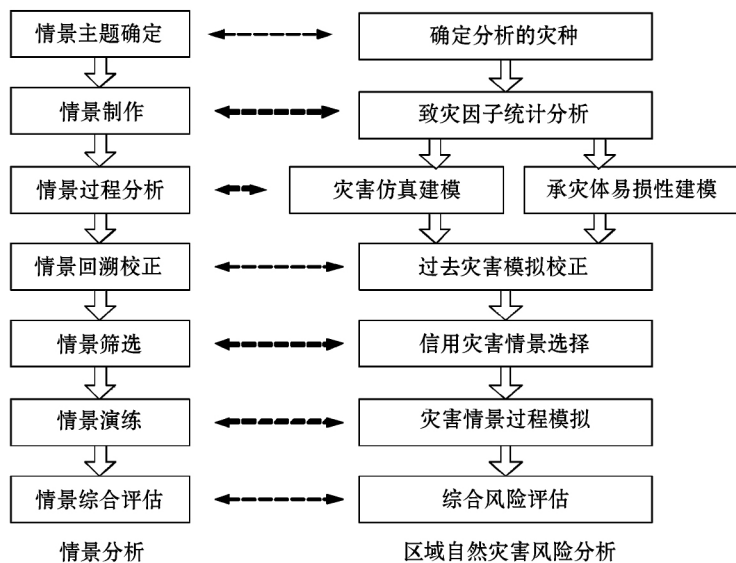 情景主题确定
确定分析的灾种
情景制作
致灾因子统计分析
情景过程分析
灾害仿真建模
承灾体易损性建模
情景回溯校正
过去灾害模拟校正
情景筛选
信用灾害情景选择
情景演练
灾害情景过程模拟
情景综合评估
综合风险评估
情景分析
区域自然灾害风险分析